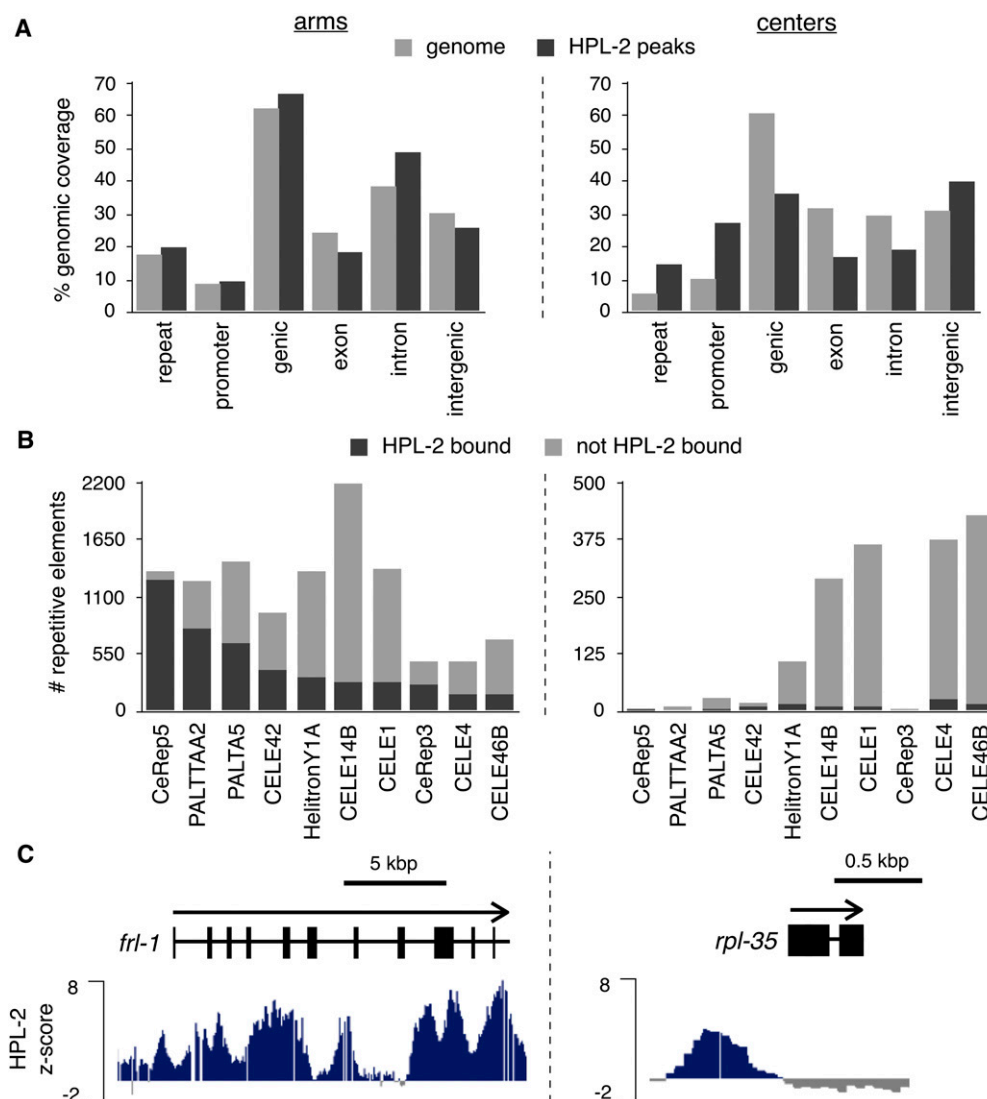 A
arms
centers
genome
HPL-2 peaks
% genomic coverage
70
60
50
40
30
20
10
0
repeat
promoter
genic
exon
intron
intergenic
70
60
50
40
30
20
10
0
repeat
promoter
genic
exon
intron
intergenic
B
HPL-2 bound
not HPL-2 bound
# repetitive elements
2200
1650
1100
550
0
CeRep5
PALTTAA2
PALTA5
CELE42
HelitronY1A
CELE14B
CELE1
CeRep3
CELE4
CELE46B
500
375
250
125
0
CeRep5
PALTTAA2
PALTA5
CELE42
HelitronY1A
CELE14B
CELE1
CeRep3
CELE4
CELE46B
C
5 kbp
frl-1
HPL-2
z-score
8
-2
0.5 kbp
rpl-35
8
-2